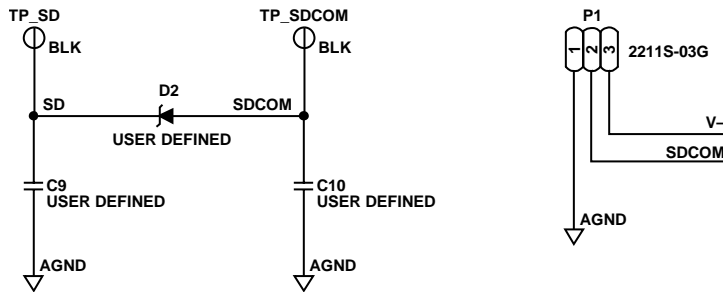 TP_SD
BLK
TP_SDCOM
BLK
D2
SD
SDCOM
USER DEFINED
C9
USER DEFINED
C10
USER DEFINED
AGND
AGND
P1
1
2
3
2211S-03G
V–
SDCOM
AGND